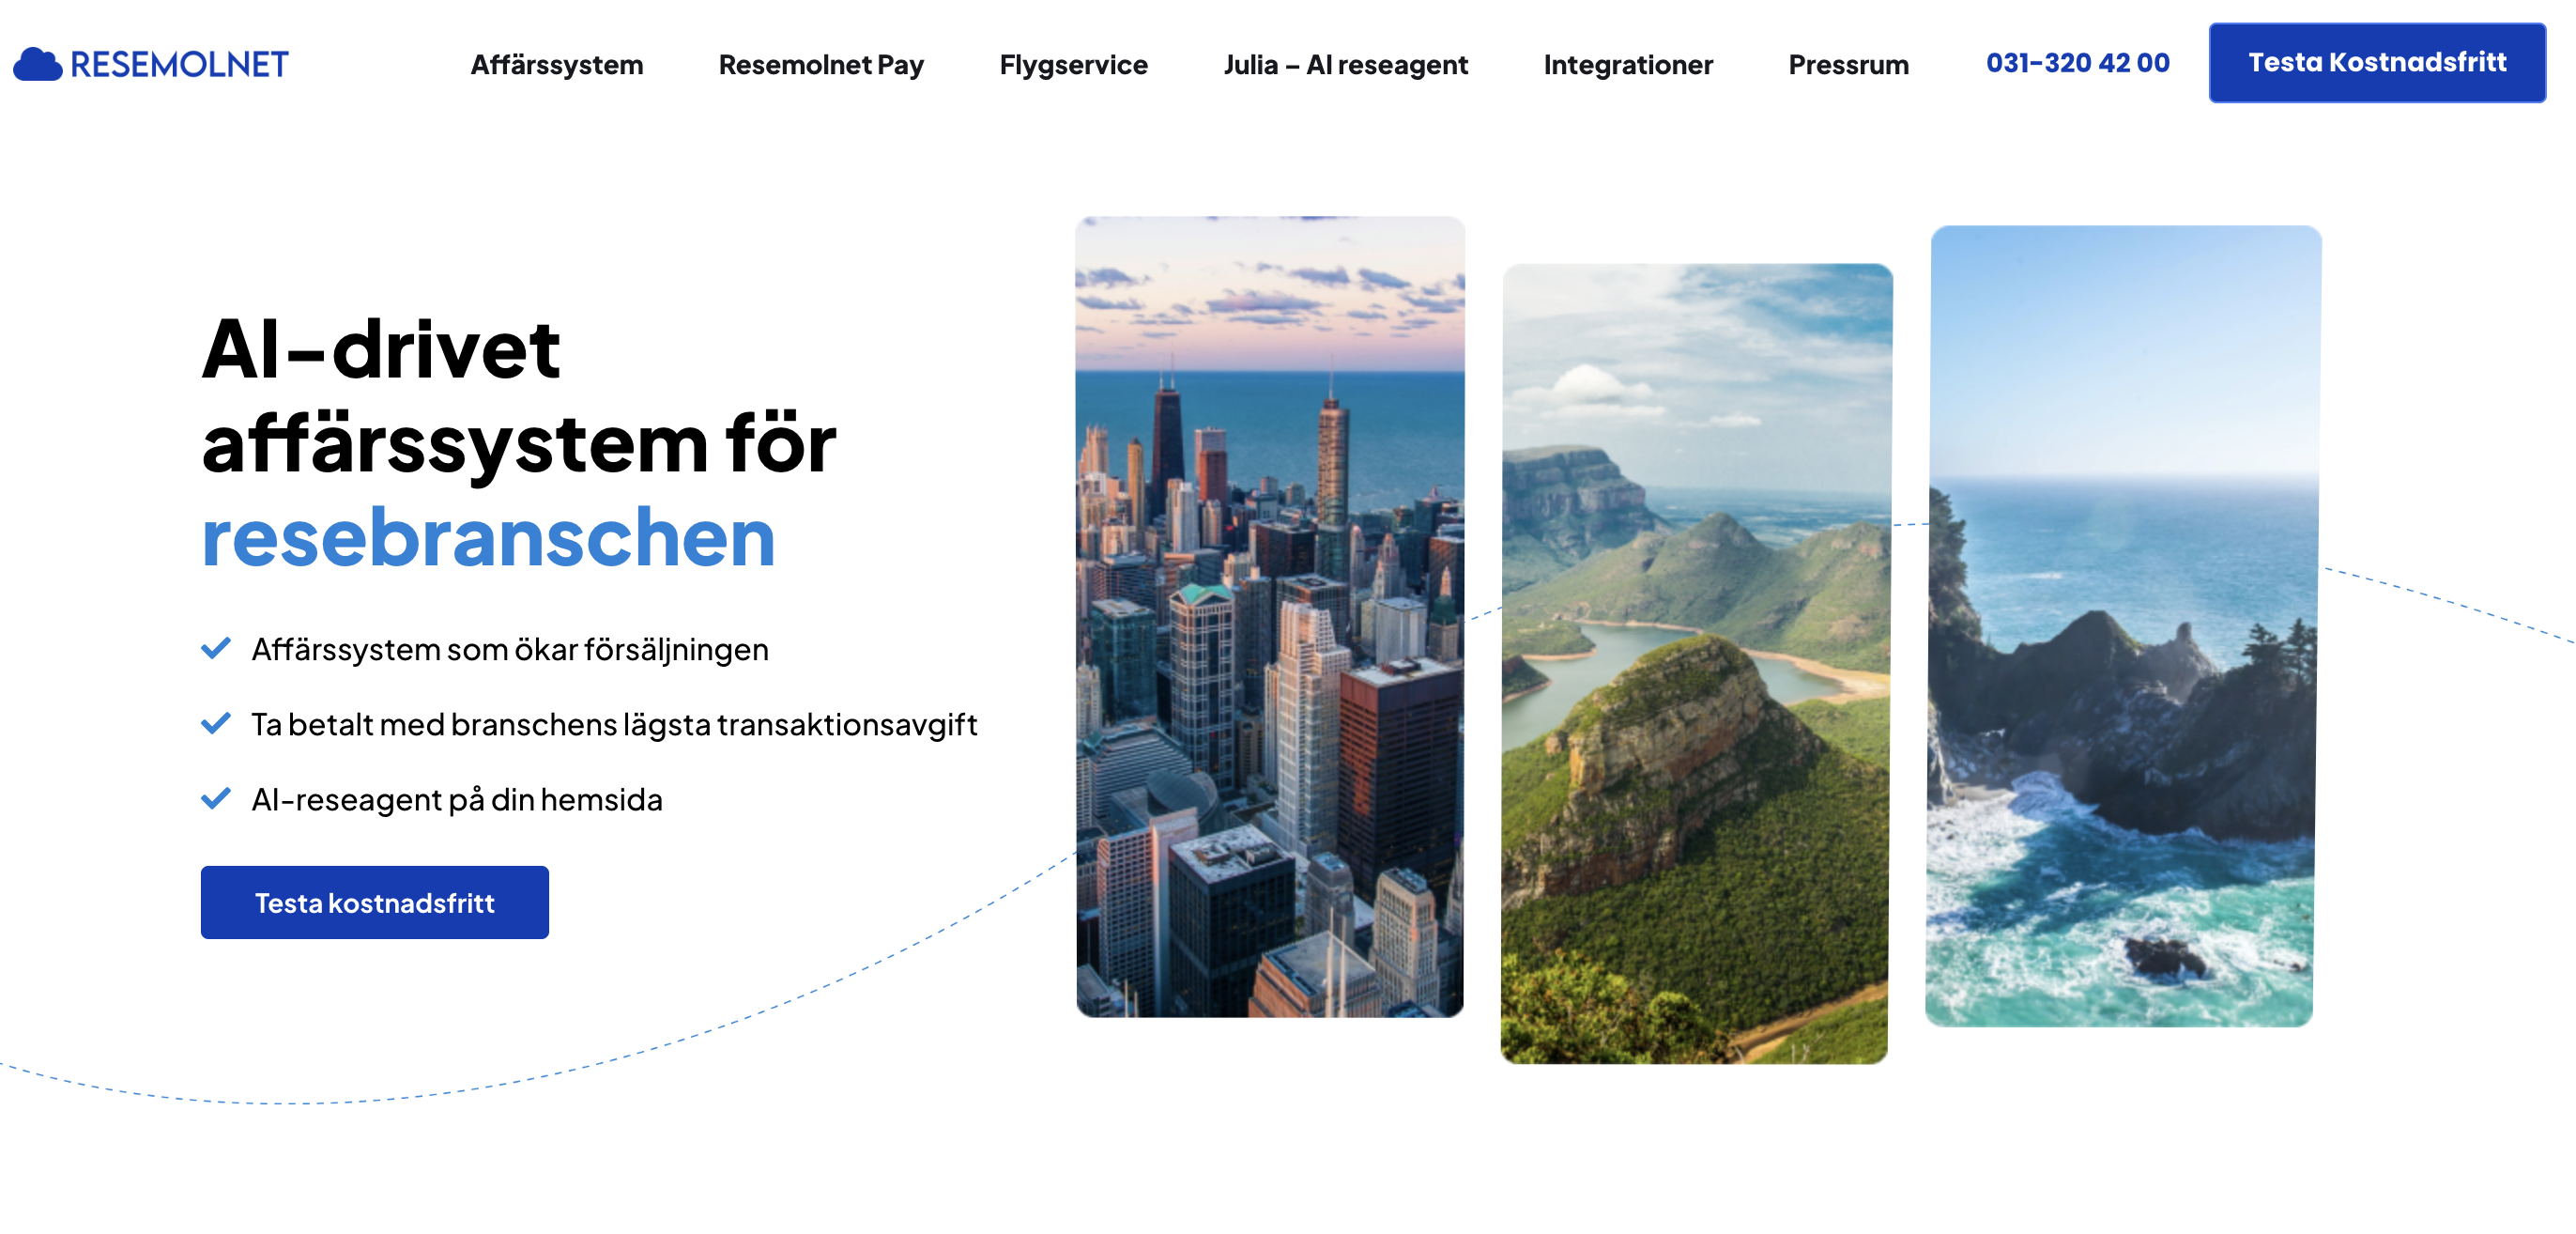 RESEMOLNET
Affärssystem
Resemolnet Pay
Flygservice
Julia – AI reseagent
Integrationer
Pressrum
031-320 42 00
Testa Kostnadsfritt
AI–drivet
affärssystem för
resebranschen
Affärssystem som ökar försäljningen
Ta betalt med branschens lägsta transaktionsavgift
AI-reseagent på din hemsida
Testa kostnadsfritt